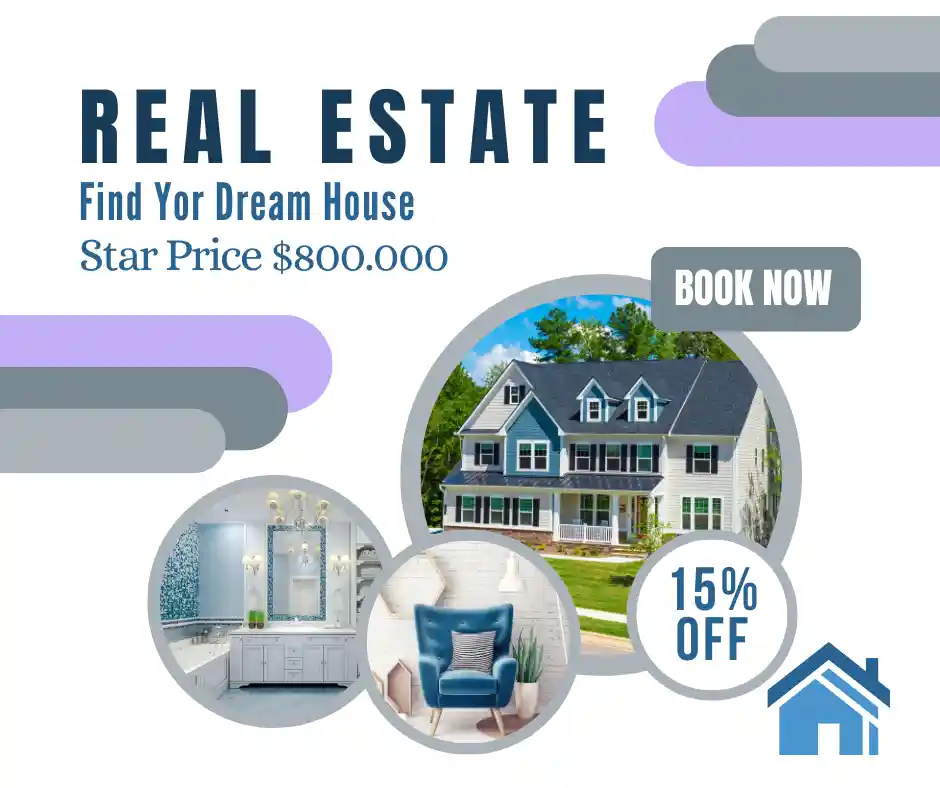 REAL ESTATE
Find Yor Dream House
Star Price $800.000
BOOK NOW
15%
OFF